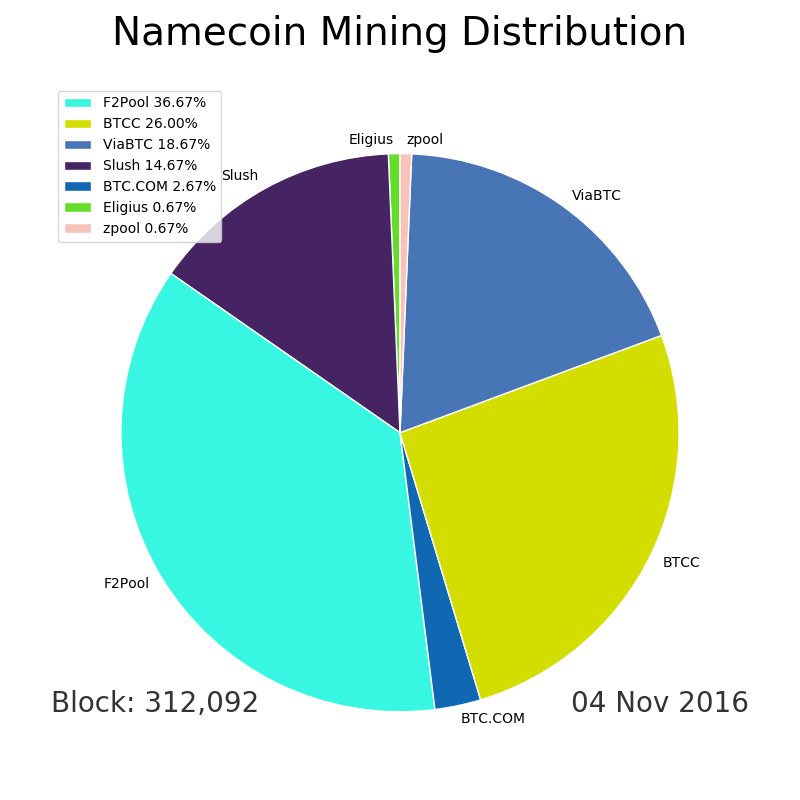 Namecoin Mining Distribution
F2Pool 36.67%
BTCC 26.00%
ViaBTC 18.67%
Slush 14.67%
BTC.COM 2.67%
Eligius 0.67%
zpool 0.67%
Eligius
zpool
Slush
ViaBTC
BTCC
F2Pool
BTC.COM
Block: 312,092
04 Nov 2016